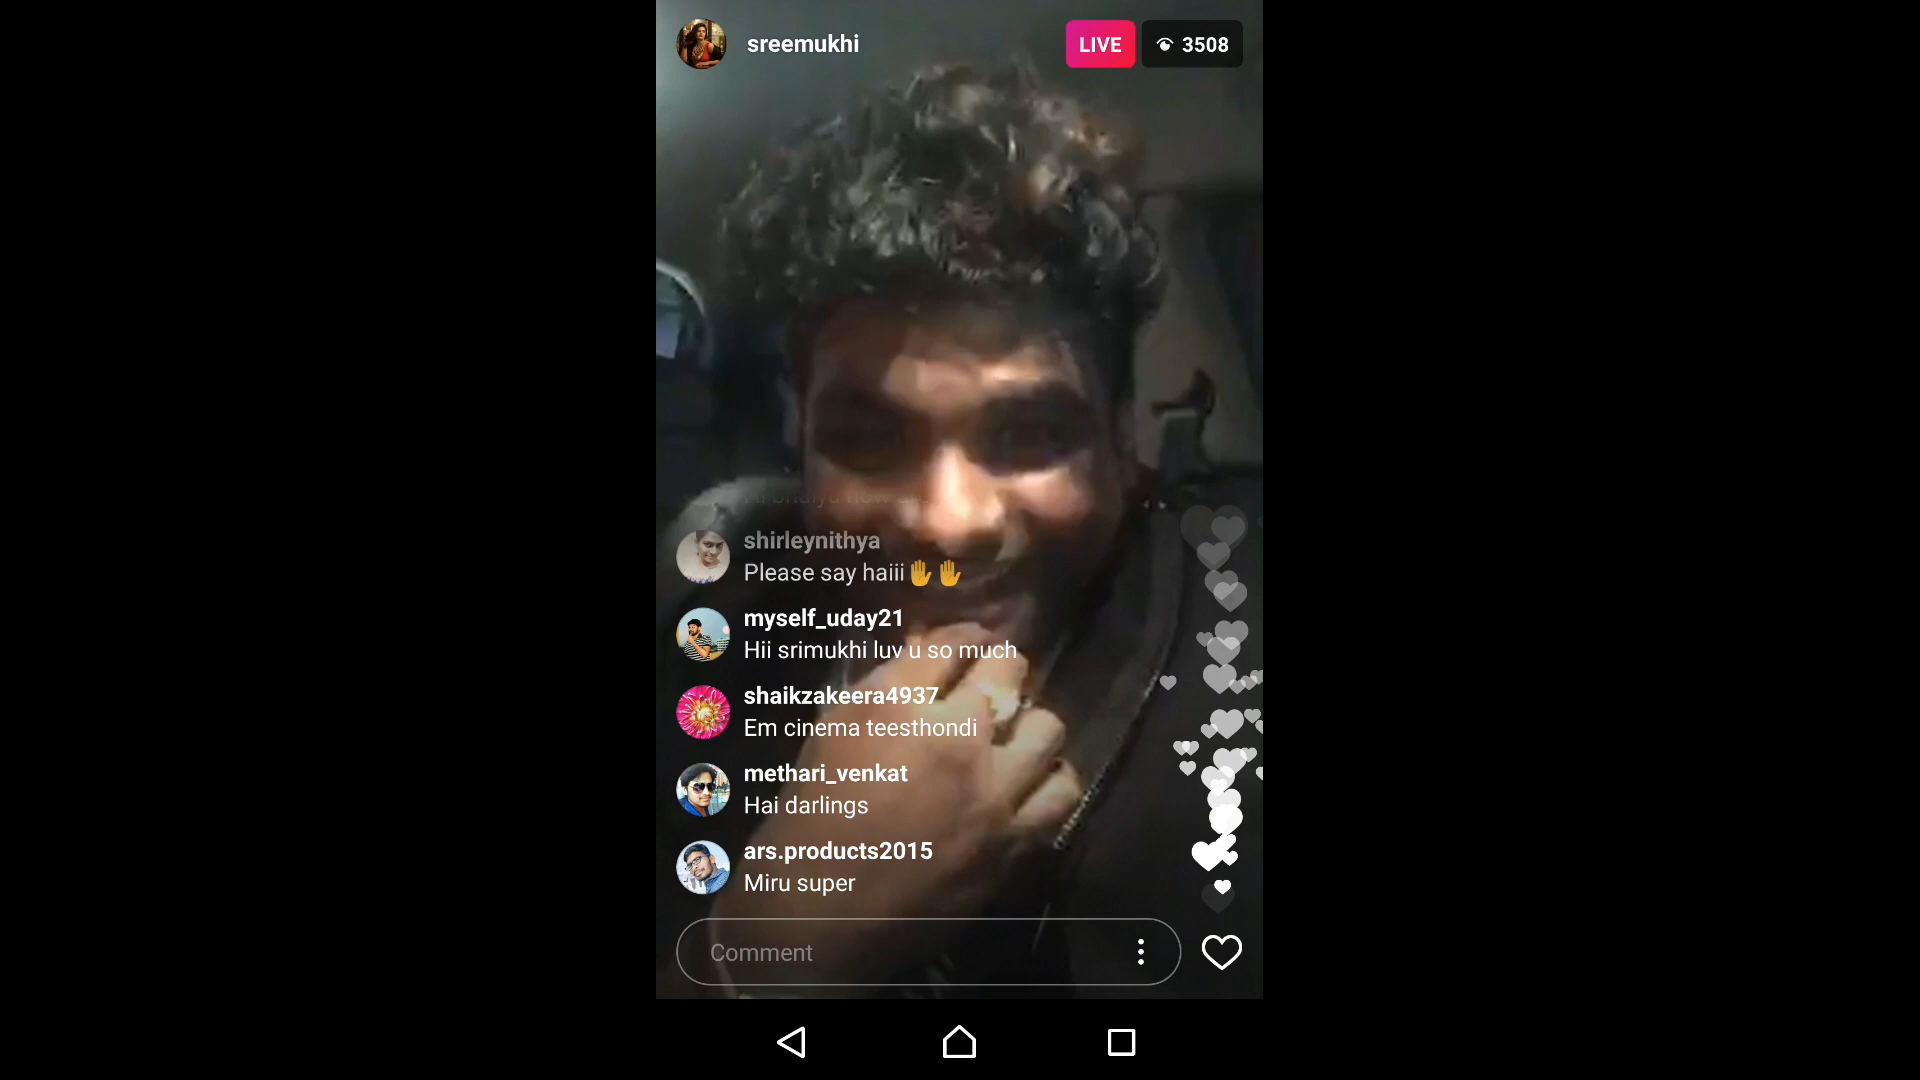 sreemukhi
LIVE
3508
shirleynithya
Please say haiii🤚🤚
myself_uday21
Hii srimukhi luv u so much
shaikzakeera4937
Em cinema teesthondi
methari_venkat
Hai darlings
ars.products2015
Miru super
Comment